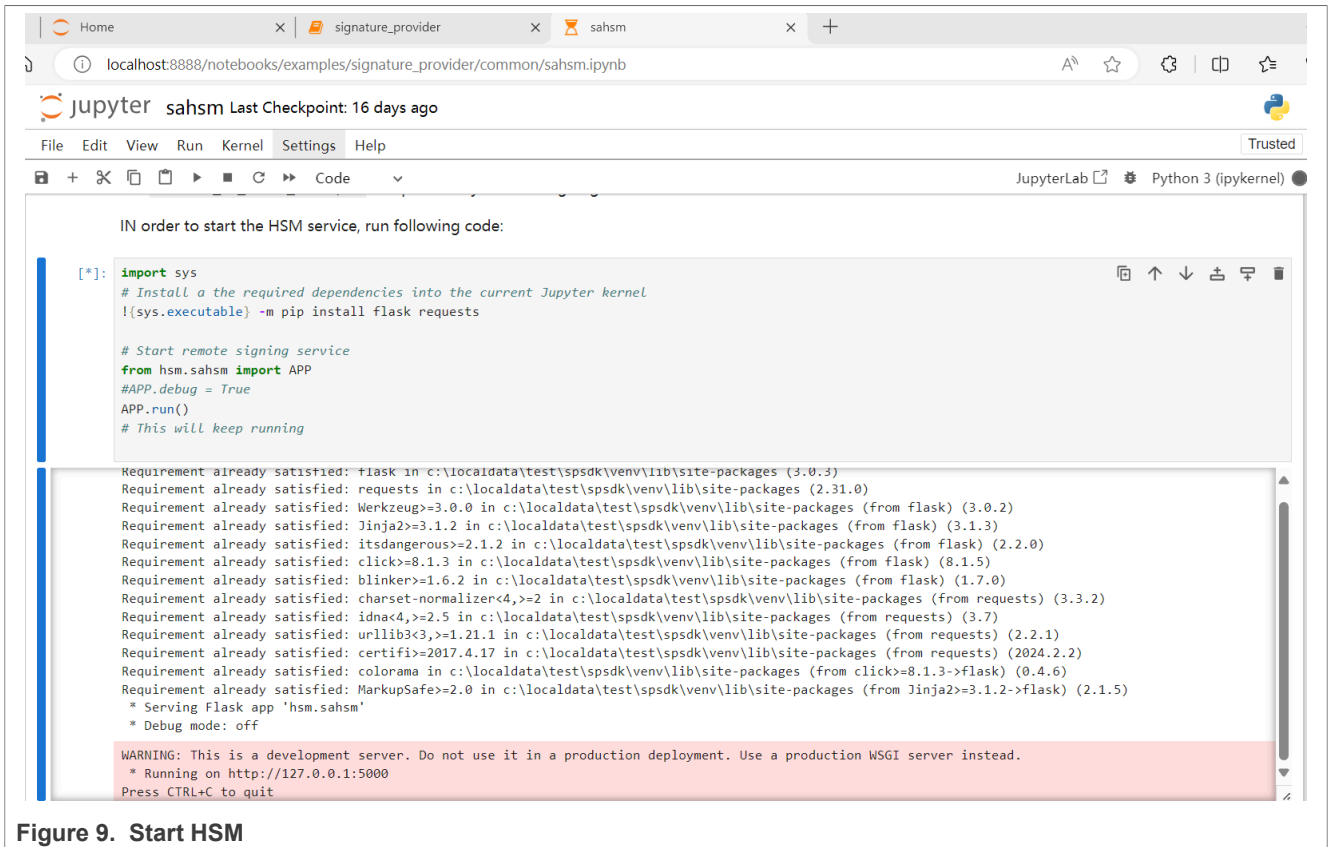 Home
signature_provider
sahsm
localhost:8888/notebooks/examples/signature_provider/common/sahsm.ipynb
jupyter sahsm Last Checkpoint: 16 days ago
File Edit View Run Kernel Settings Help
Trusted
Code
JupyterLab
Python 3 (ipykernel)
IN order to start the HSM service, run following code:
[*]: import sys
# Install a the required dependencies into the current Jupyter kernel
!{sys.executable} -m pip install flask requests
# Start remote signing service
from hsm.sahsm import APP
#APP.debug = True
APP.run()
# This will keep running
Requirement already satisfied: flask in c:\localdata\test\spsdk\venv\lib\site-packages (3.0.3)
Requirement already satisfied: requests in c:\localdata\test\spsdk\venv\lib\site-packages (2.31.0)
Requirement already satisfied: Werkzeug>=3.0.0 in c:\localdata\test\spsdk\venv\lib\site-packages (from flask) (3.0.2)
Requirement already satisfied: Jinja2>=3.1.2 in c:\localdata\test\spsdk\venv\lib\site-packages (from flask) (3.1.3)
Requirement already satisfied: itsdangerous>=2.1.2 in c:\localdata\test\spsdk\venv\lib\site-packages (from flask) (2.2.0)
Requirement already satisfied: click>=8.1.3 in c:\localdata\test\spsdk\venv\lib\site-packages (from flask) (8.1.5)
Requirement already satisfied: blinker>=1.6.2 in c:\localdata\test\spsdk\venv\lib\site-packages (from flask) (1.7.0)
Requirement already satisfied: charset-normalizer<4,>=2 in c:\localdata\test\spsdk\venv\lib\site-packages (from requests) (3.3.2)
Requirement already satisfied: idna<4,>=2.5 in c:\localdata\test\spsdk\venv\lib\site-packages (from requests) (3.7)
Requirement already satisfied: urllib3<3,>=1.21.1 in c:\localdata\test\spsdk\venv\lib\site-packages (from requests) (2.2.1)
Requirement already satisfied: certifi>=2017.4.17 in c:\localdata\test\spsdk\venv\lib\site-packages (from requests) (2024.2.2)
Requirement already satisfied: colorama in c:\localdata\test\spsdk\venv\lib\site-packages (from click>=8.1.3->flask) (0.4.6)
Requirement already satisfied: MarkupSafe>=2.0 in c:\localdata\test\spsdk\venv\lib\site-packages (from Jinja2>=3.1.2->flask) (2.1.5)
* Serving Flask app 'hsm.sahsm'
* Debug mode: off
WARNING: This is a development server. Do not use it in a production deployment. Use a production WSGI server instead.
* Running on http://127.0.0.1:5000
Press CTRL+C to quit
Figure 9. Start HSM